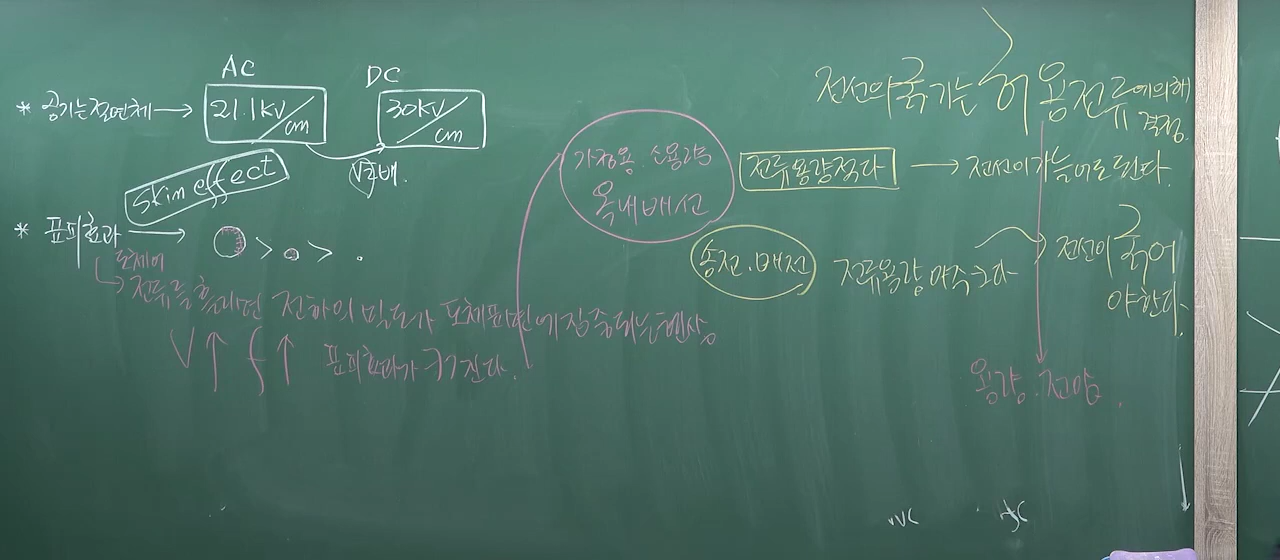 AC
DC
* 공기는절연체 → 21.1KV/cm
30KV/cm
√2배.
Skin effect
* 표피효과 → > > .
도체에
전류를흘리면 전하의 밀도가 도체표면에집중되는현상
V↑ f↑ 표피효과가 커진다.
가정용.소용량
옥내배선
전선의굵기는 허용전류에의해
결정.
전류용량적다 → 전선이가늘어도된다.
송전.배전 전류용량 아주크다 전선이 굵어
야한다.
용량.전압.